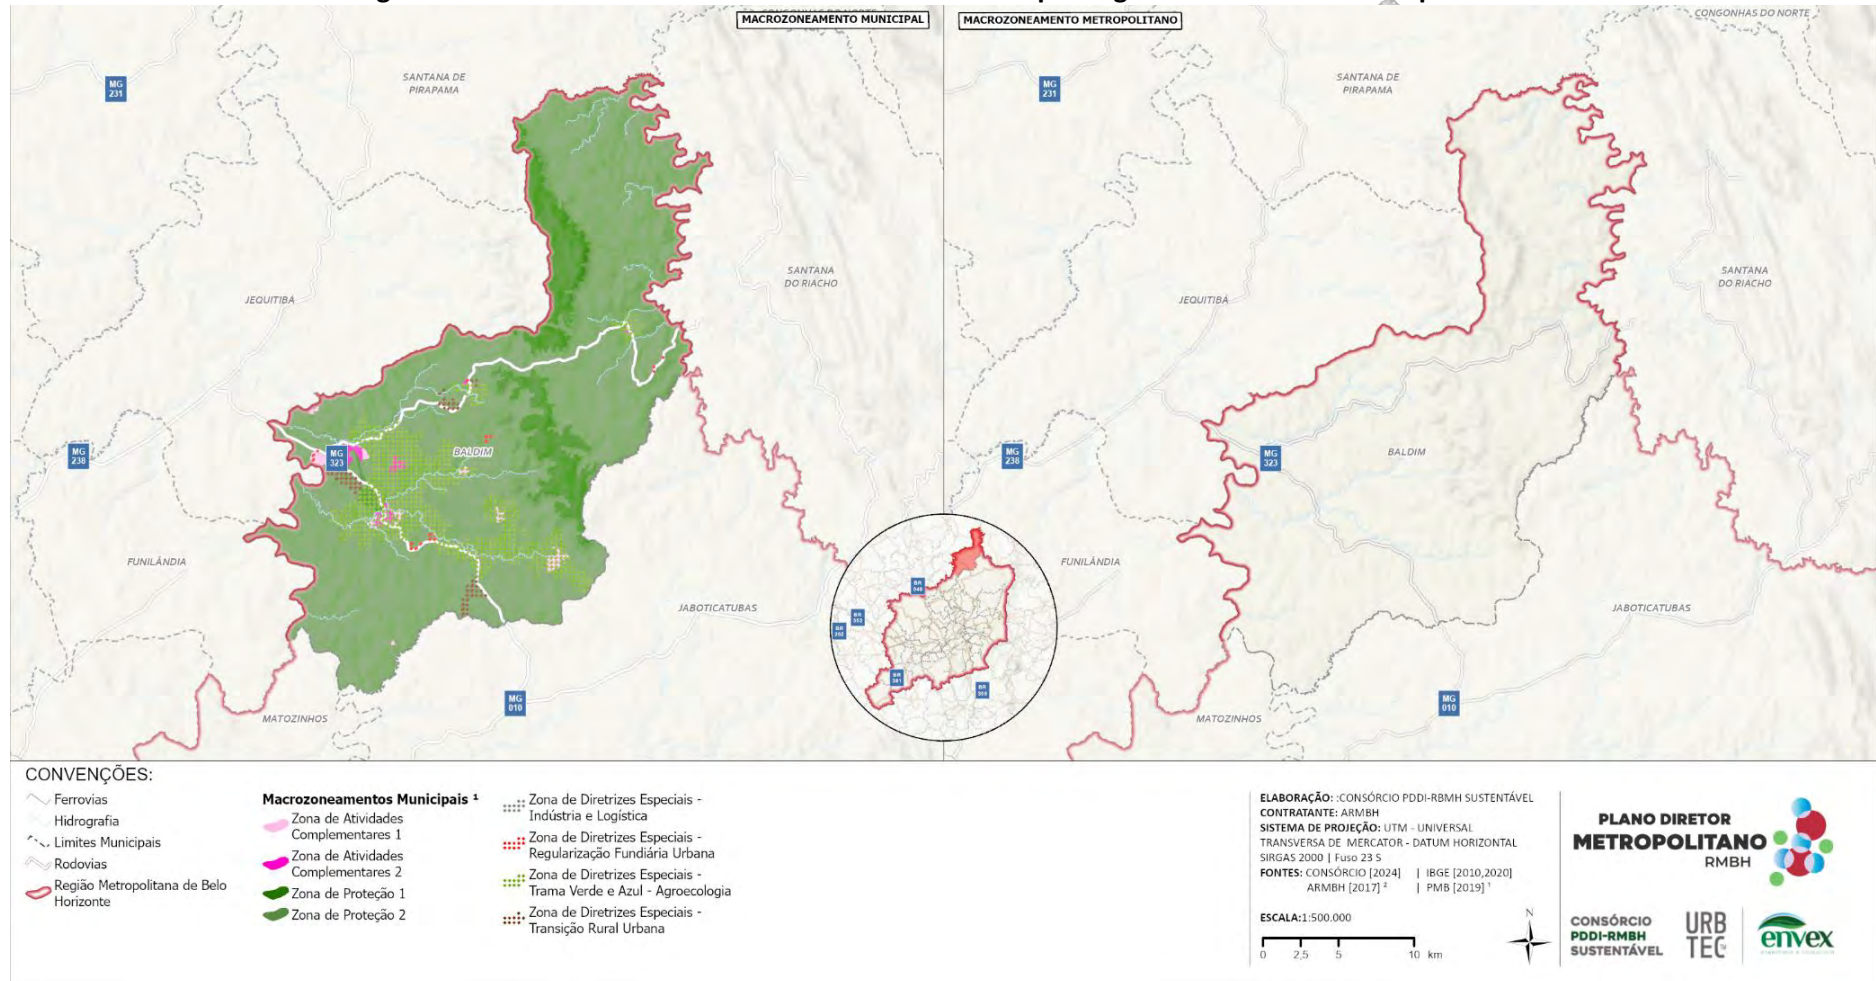 MACROZONEAMENTO MUNICIPAL
MACROZONEAMENTO METROPOLITANO
CONGONHAS DO NORTE
MG
231
SANTANA DE
PIRAPAMA
JEQUITIBÁ
SANTANA
DO RIACHO
MG
238
MG
323
BALDIM
FUNILÂNDIA
JABOTICATUBAS
MG
010
MATOZINHOS
MG
231
SANTANA DE
PIRAPAMA
JEQUITIBÁ
SANTANA
DO RIACHO
MG
238
MG
323
BALDIM
FUNILÂNDIA
JABOTICATUBAS
MG
010
MATOZINHOS
CONVENÇÕES:
Ferrovias
Hidrografia
Limites Municipais
Rodovias
Região Metropolitana de Belo
Horizonte
Macrozoneamentos Municipais ¹
Zona de Atividades
Complementares 1
Zona de Atividades
Complementares 2
Zona de Proteção 1
Zona de Proteção 2
Zona de Diretrizes Especiais -
Indústria e Logística
Zona de Diretrizes Especiais -
Regularização Fundiária Urbana
Zona de Diretrizes Especiais -
Trama Verde e Azul - Agroecologia
Zona de Diretrizes Especiais -
Transição Rural Urbana
ELABORAÇÃO: :CONSÓRCIO PDDI-RBMH SUSTENTÁVEL
CONTRATANTE: ARMBH
SISTEMA DE PROJEÇÃO: UTM - UNIVERSAL
TRANSVERSA DE MERCATOR - DATUM HORIZONTAL
SIRGAS 2000 | Fuso 23 S
FONTES: CONSÓRCIO [2024] | IBGE [2010,2020]
ARMBH [2017] ² | PMB [2019] ¹
ESCALA:1:500.000
0 2,5 5 10 km
N
PLANO DIRETOR
METROPOLITANO
RMBH
CONSÓRCIO
PDDI-RMBH
SUSTENTÁVEL
URB
TEC
envex